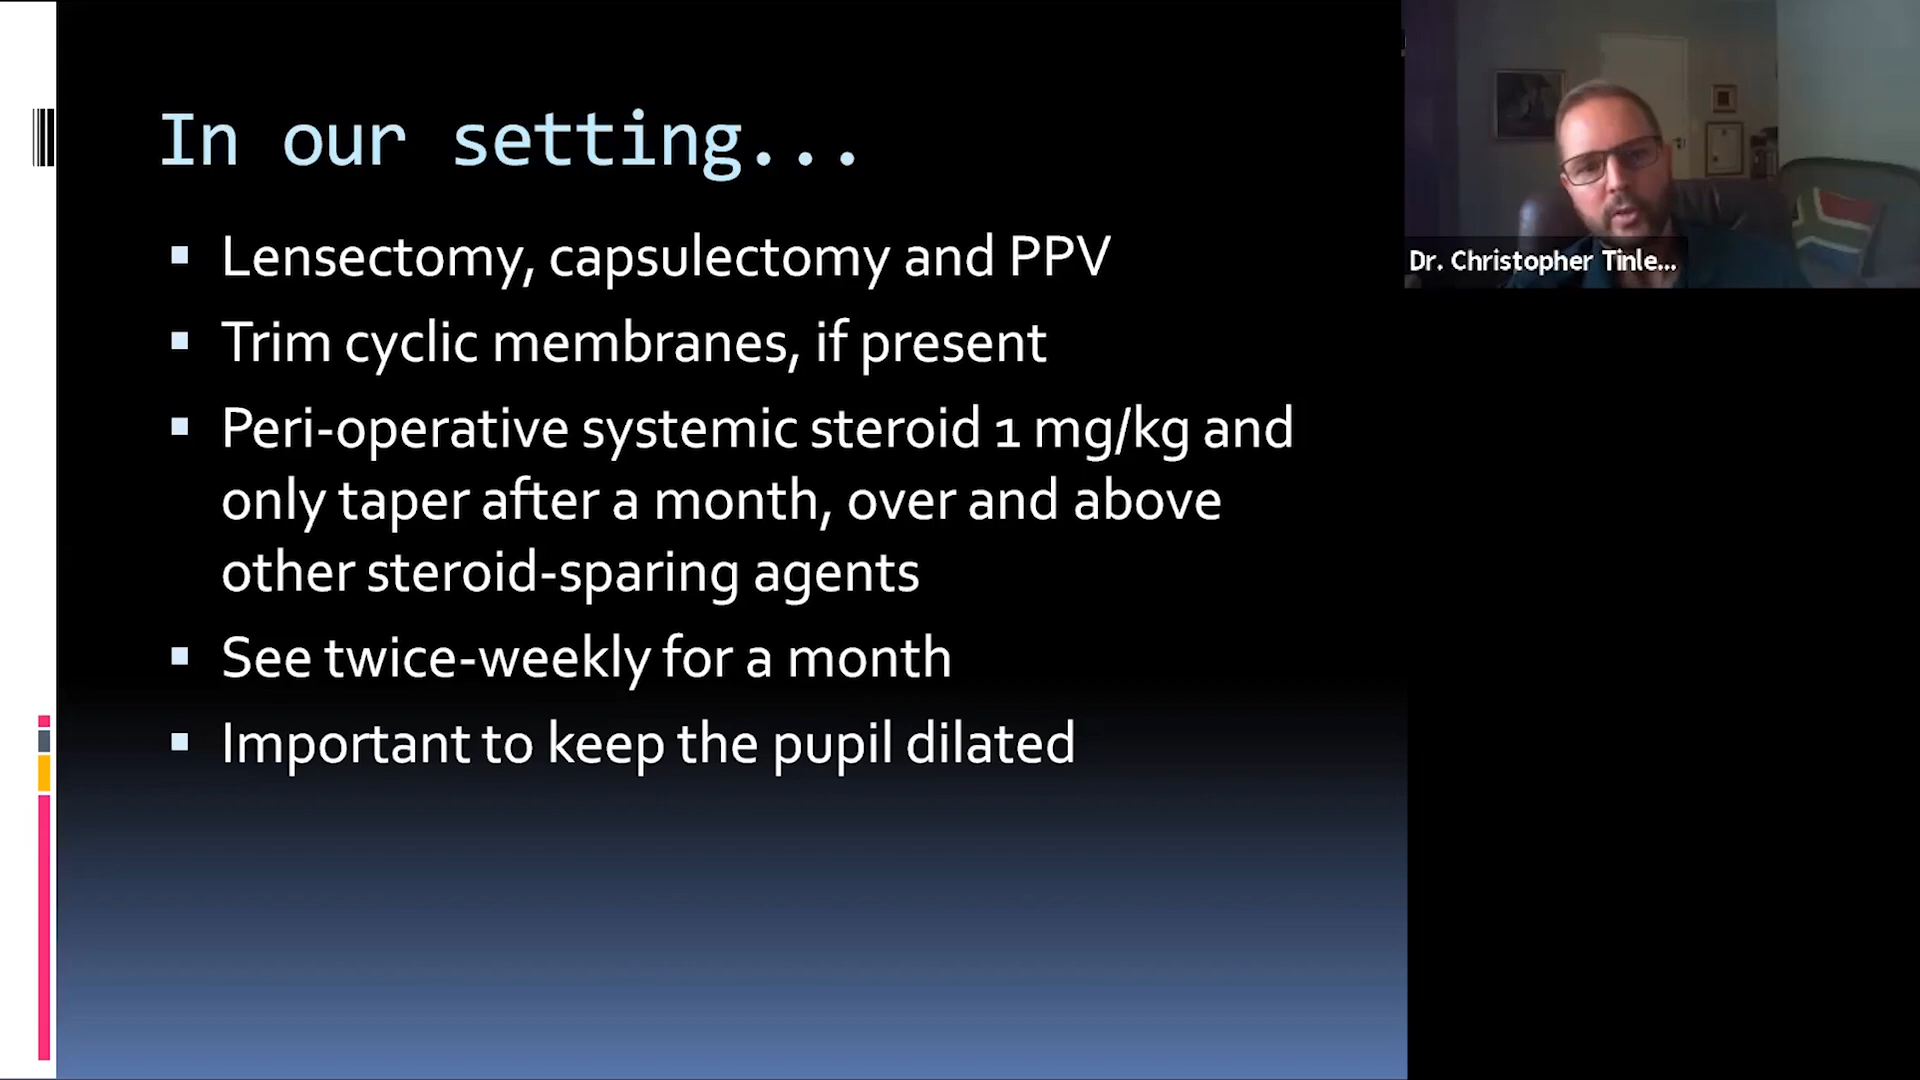 In our setting...
Lensectomy, capsulectomy and PPV
Trim cyclic membranes, if present
Peri-operative systemic steroid 1 mg/kg and
only taper after a month, over and above
other steroid-sparing agents
See twice-weekly for a month
Important to keep the pupil dilated
Dr. Christopher Tinle...